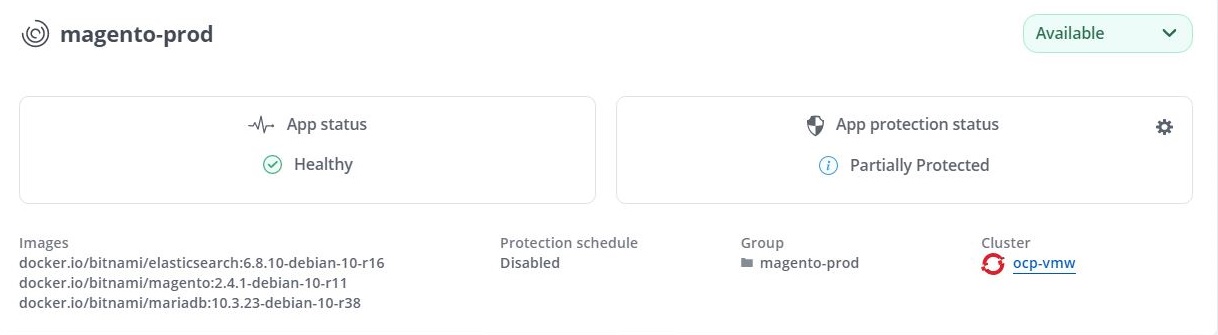 magento-prod
Available
App status
Healthy
App protection status
Partially Protected
Images
docker.io/bitnami/elasticsearch:6.8.10-debian-10-r16
docker.io/bitnami/magento:2.4.1-debian-10-r11
docker.io/bitnami/mariadb:10.3.23-debian-10-r38
Protection schedule
Disabled
Group
magento-prod
Cluster
ocp-vmw